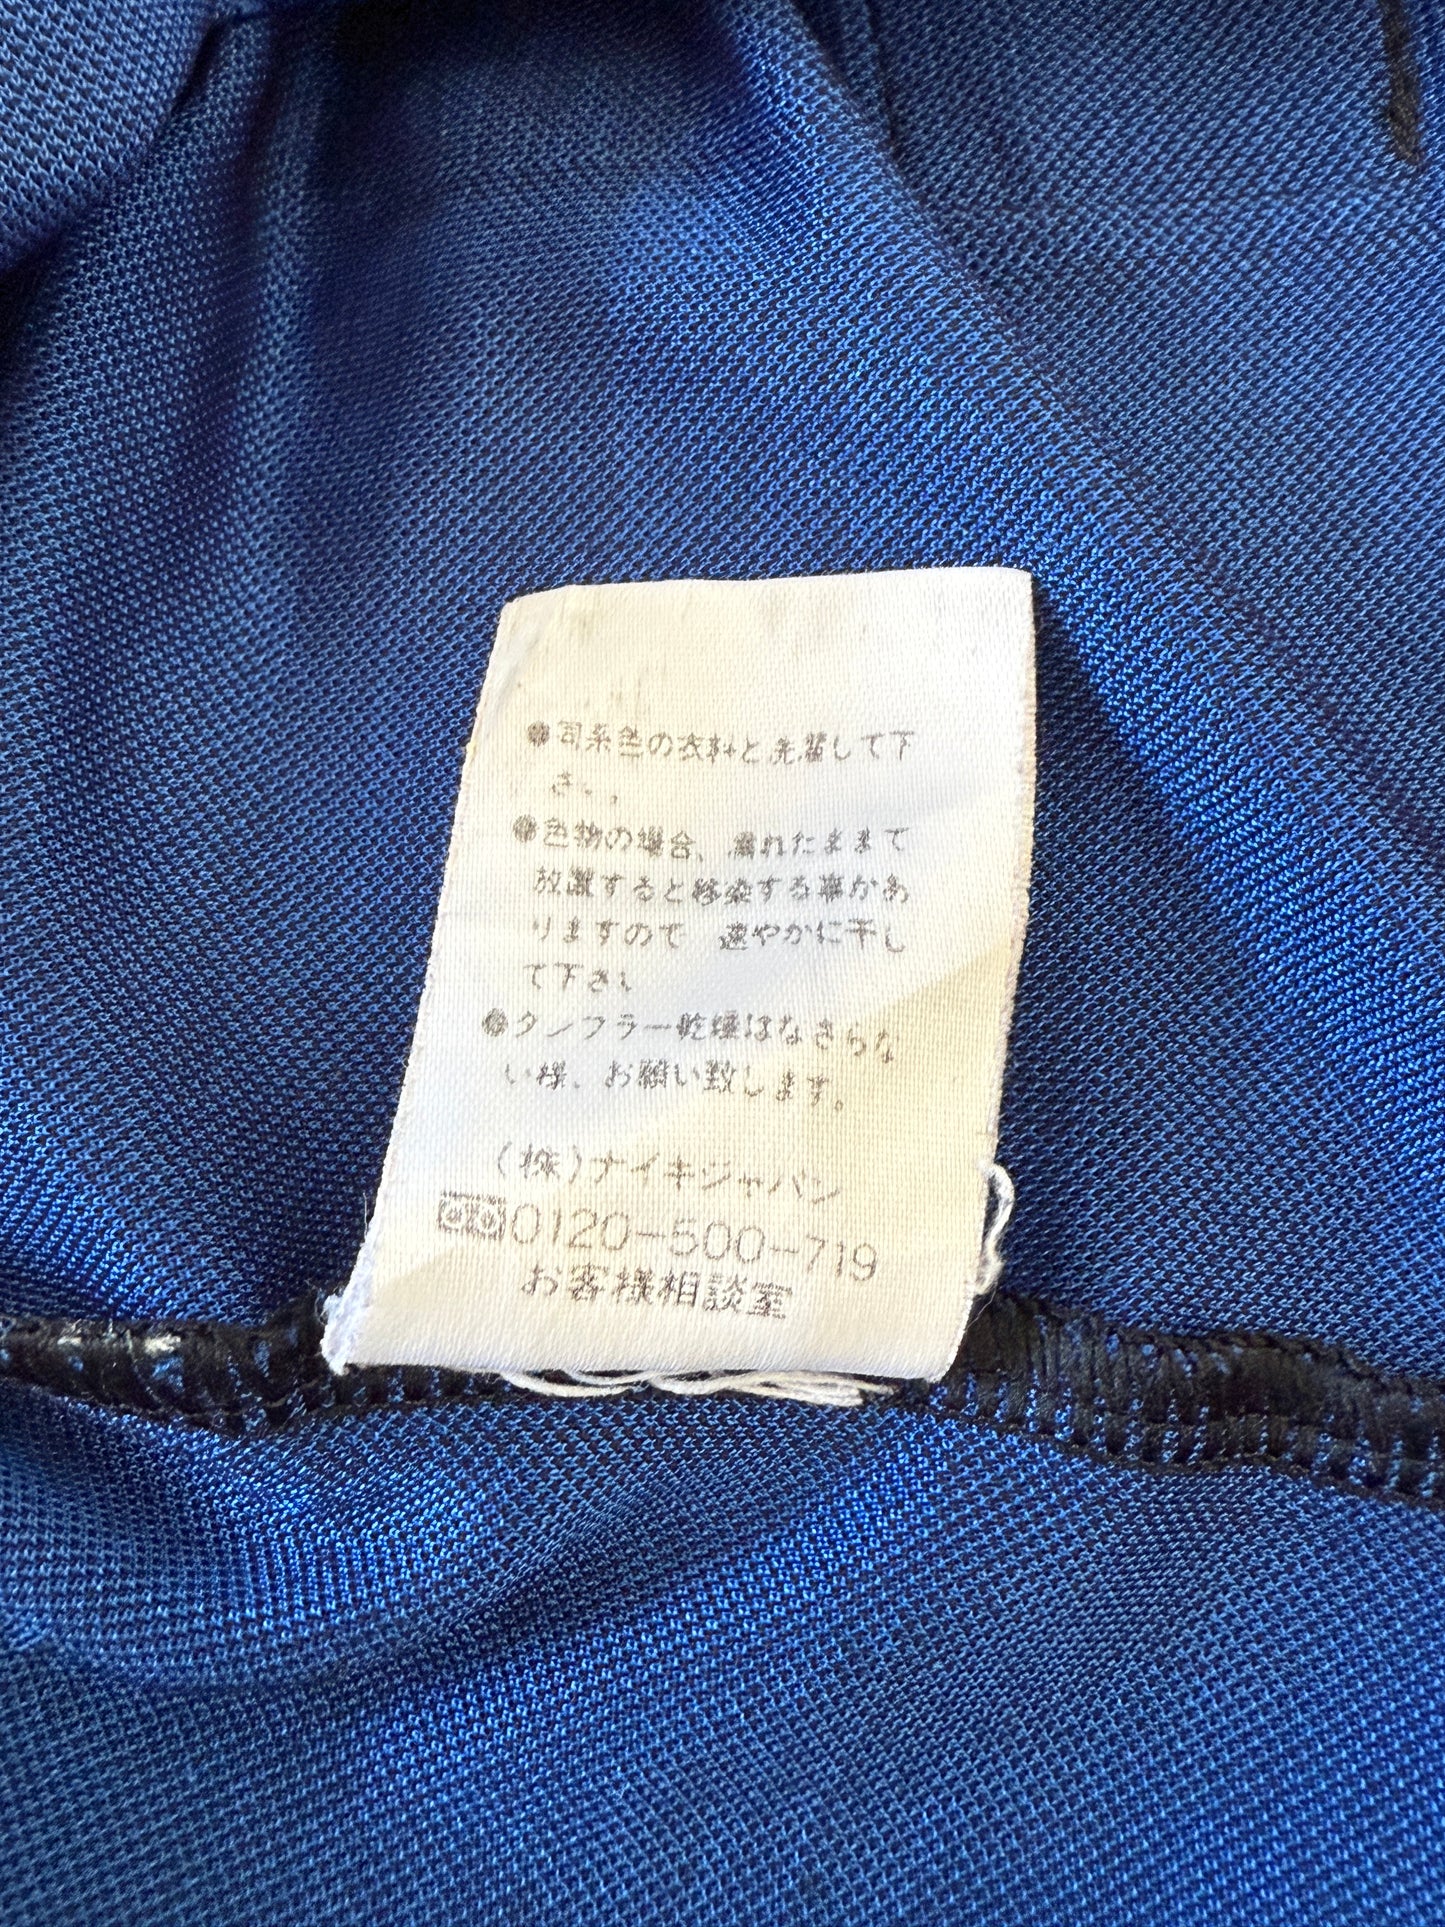 ●同系色の衣料と洗濯して下
さい。
●色物の場合、濡れたままで
放置すると移染する事があ
りますので 速やかに干し
て下さい
●タンブラー乾燥はなさらな
い様、お願い致します。
(株)ナイキジャパン
0120-500-719
お客様相談室